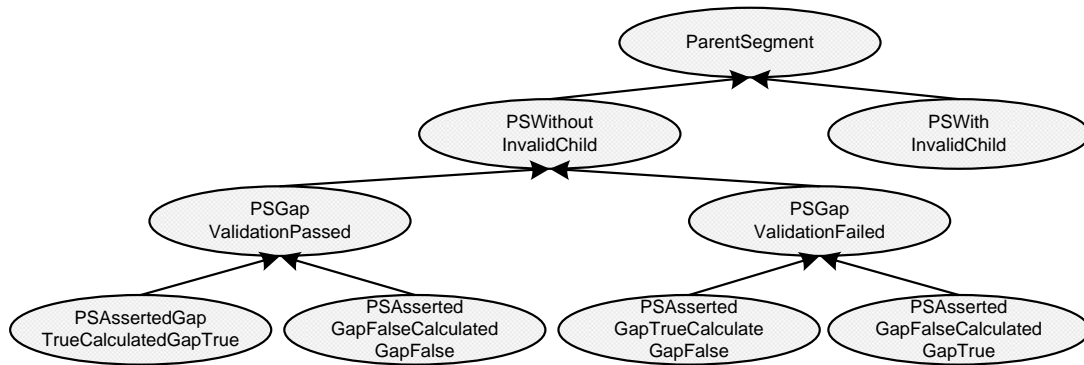 ParentSegment
PSWithout
InvalidChild
PSWith
InvalidChild
PSGap
ValidationPassed
PSGap
ValidationFailed
PSAssertedGap
TrueCalculatedGapTrue
PSAsserted
GapFalseCalculated
GapFalse
PSAsserted
GapTrueCalculate
GapFalse
PSAsserted
GapFalseCalculated
GapTrue